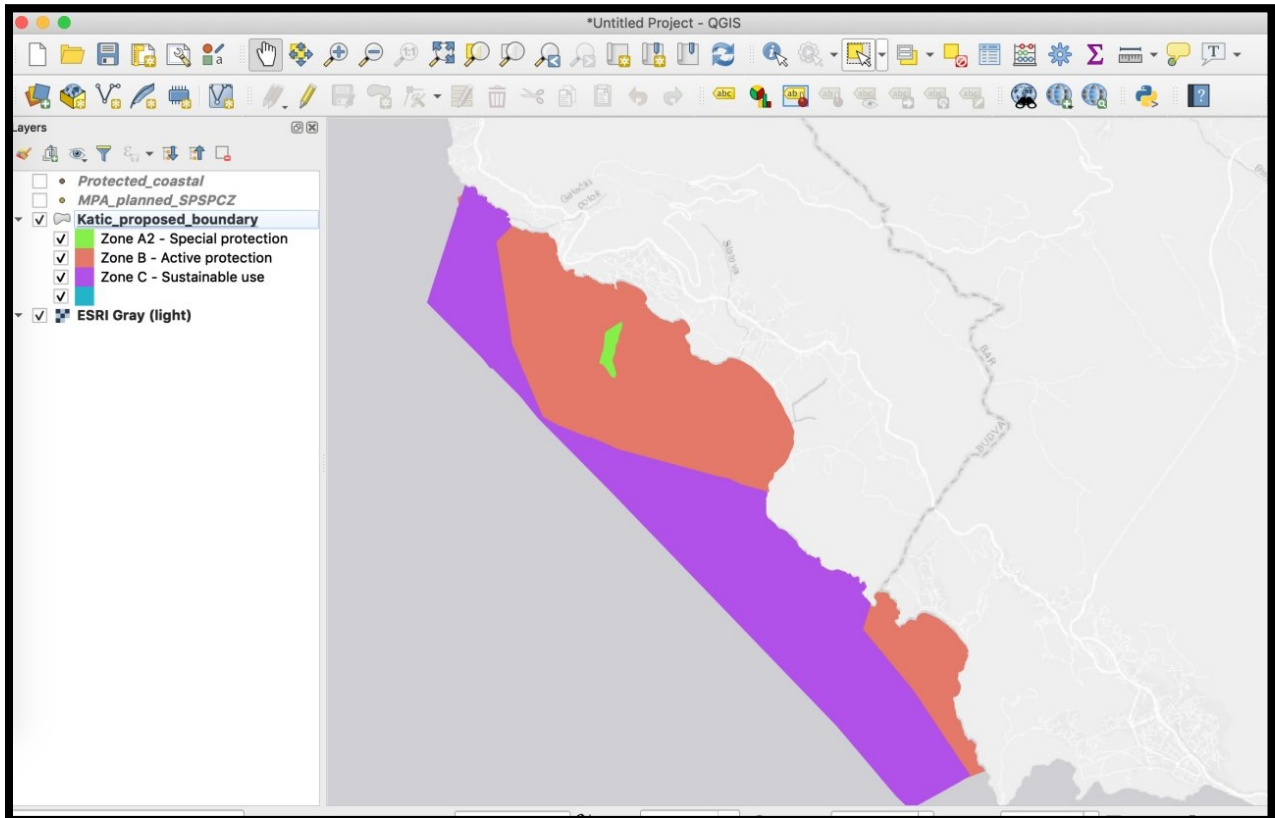 *Untitled Project - QGIS
Layers
Protected_coastal
MPA_planned_SPSPCZ
Katic_proposed_boundary
Zone A2 - Special protection
Zone B - Active protection
Zone C - Sustainable use
ESRI Gray (light)
BAR
BUDVA